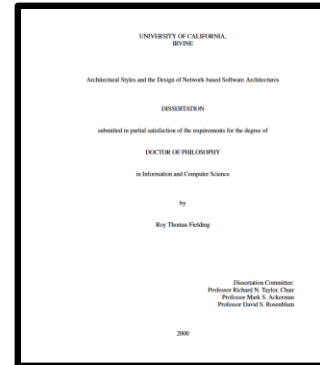 UNIVERSITY OF CALIFORNIA,
IRVINE
Architectural Styles and the Design of Network-based Software Architectures
DISSERTATION
submitted in partial satisfaction of the requirements for the degree of
DOCTOR OF PHILOSOPHY
in Information and Computer Science
by
Roy Thomas Fielding
Dissertation Committee:
Professor Richard N. Taylor, Chair
Professor Mark S. Ackerman
Professor David S. Rosenblum
2000